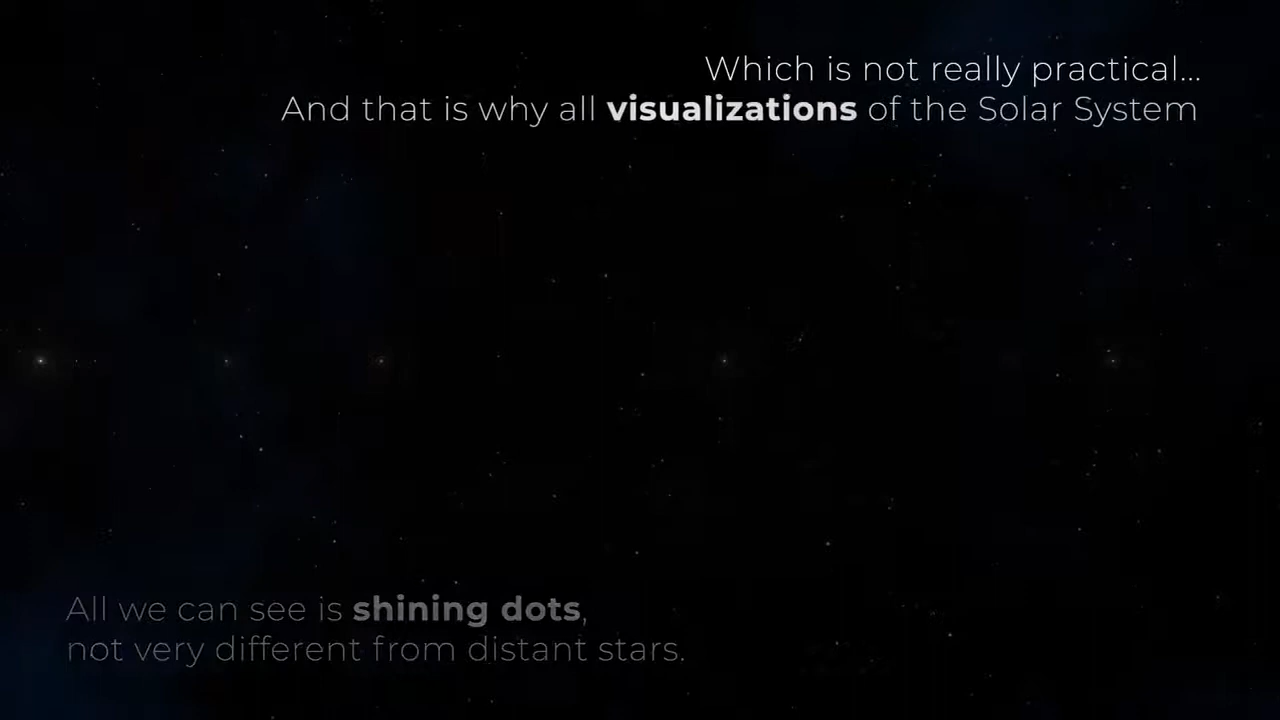 Which is not really practical...
And that is why all visualizations of the Solar System
All we can see is shining dots,
not very different from distant stars.